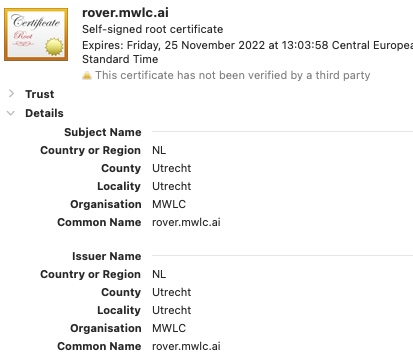 Certificate
Root
rover.mwlc.ai
Self-signed root certificate
Expires: Friday, 25 November 2022 at 13:03:58 Central Europea
Standard Time
This certificate has not been verified by a third party
Trust
Details
Subject Name
Country or Region NL
County Utrecht
Locality Utrecht
Organisation MWLC
Common Name rover.mwlc.ai
Issuer Name
Country or Region NL
County Utrecht
Locality Utrecht
Organisation MWLC
Common Name rover.mwlc.ai